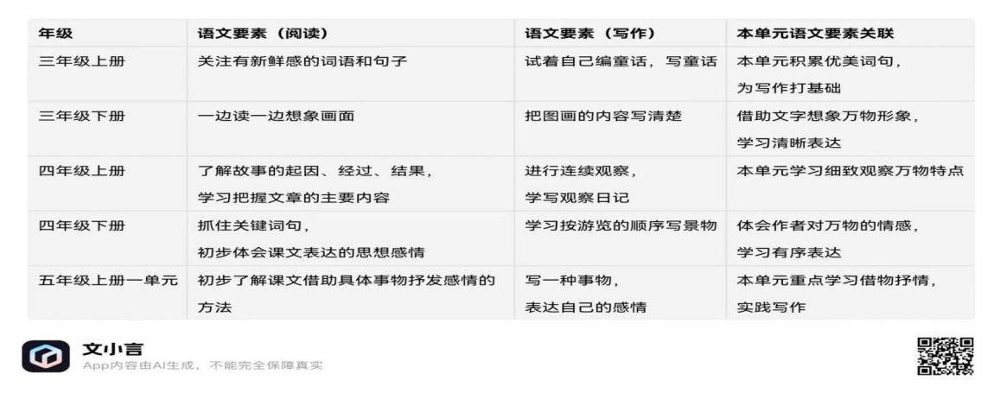 年级 语文要素（阅读） 语文要素（写作） 本单元语文要素关联
三年级上册 关注有新鲜感的词语和句子 试着自己编童话，写童话 本单元积累优美词句，
为写作打基础
三年级下册 一边读一边想象画面 把图画的内容写清楚 借助文字想象万物形象，
学习清晰表达
四年级上册 了解故事的起因、经过、结果， 进行连续观察， 本单元学习细致观察万物特点
学习把握文章的主要内容 学写观察日记
四年级下册 抓住关键词句， 学习按游览的顺序写景物 体会作者对万物的情感，
初步体会课文表达的思想感情 学习有序表达
五年级上册一单元 初步了解课文借助具体事物抒发感情的 写一种事物， 本单元重点学习借物抒情，
方法 表达自己的感情 实践写作
文小言
App内容由AI生成，不能完全保障真实